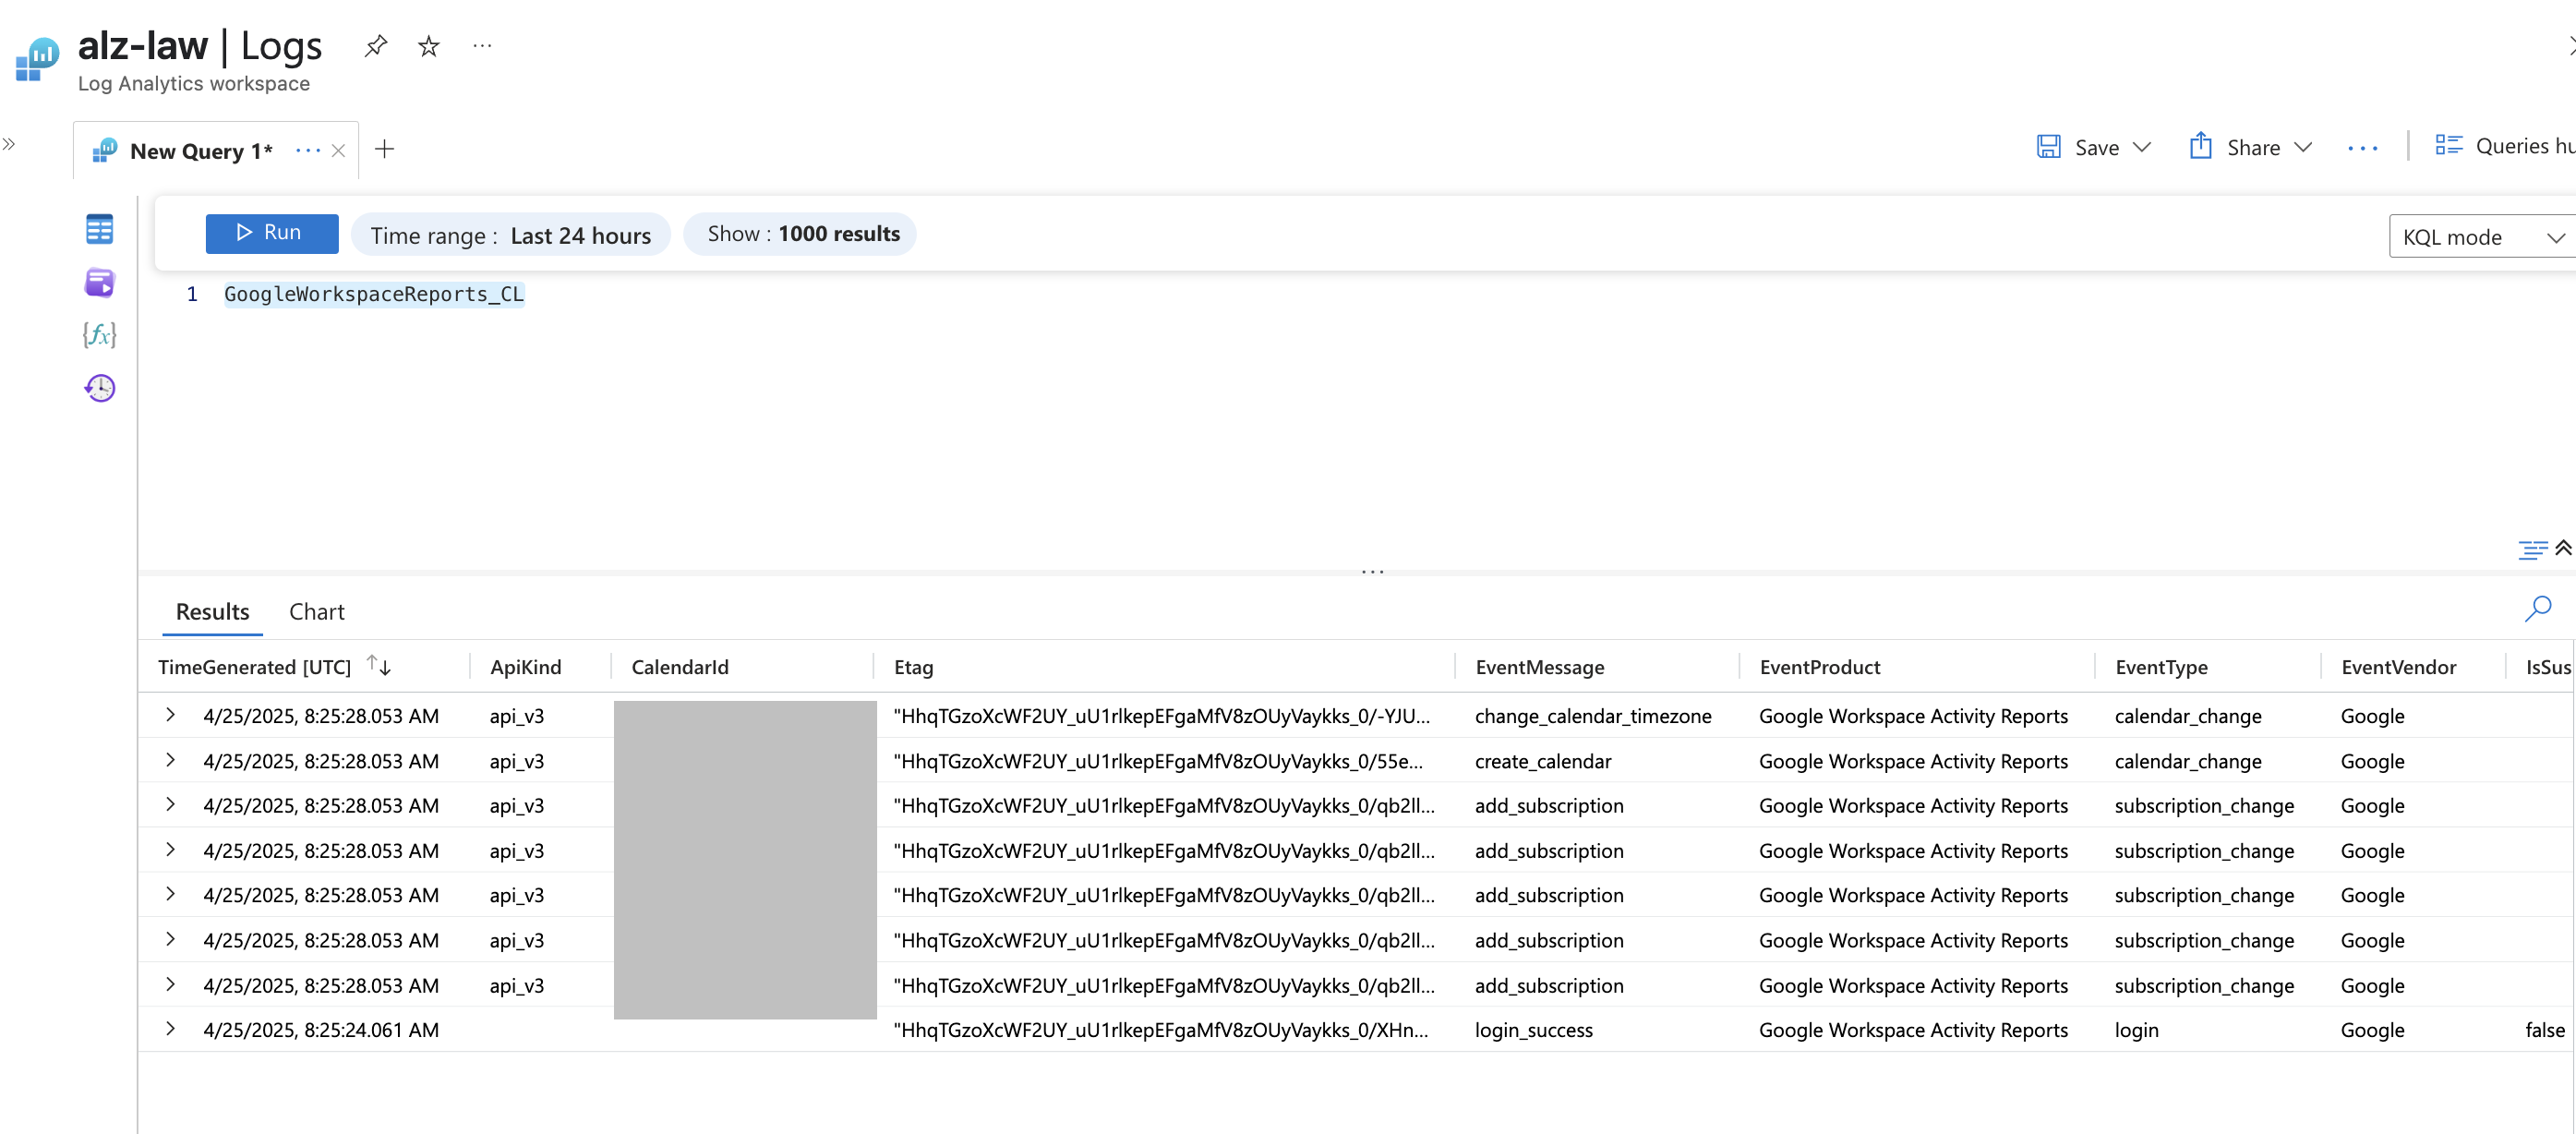 alz-law | Logs
Log Analytics workspace
New Query 1*
Save
Share
Queries hu
Run
Time range : Last 24 hours
Show : 1000 results
KQL mode
1 GoogleWorkspaceReports_CL
Results Chart
TimeGenerated [UTC] ApiKind CalendarId Etag EventMessage EventProduct EventType EventVendor IsSus
4/25/2025, 8:25:28.053 AM api_v3 "HhqTGzoXcWF2UY_uU1rlkepEFgaMfV8zOUyVaykks_0/-YJU... change_calendar_timezone Google Workspace Activity Reports calendar_change Google
4/25/2025, 8:25:28.053 AM api_v3 "HhqTGzoXcWF2UY_uU1rlkepEFgaMfV8zOUyVaykks_0/55e... create_calendar Google Workspace Activity Reports calendar_change Google
4/25/2025, 8:25:28.053 AM api_v3 "HhqTGzoXcWF2UY_uU1rlkepEFgaMfV8zOUyVaykks_0/qb2ll... add_subscription Google Workspace Activity Reports subscription_change Google
4/25/2025, 8:25:28.053 AM api_v3 "HhqTGzoXcWF2UY_uU1rlkepEFgaMfV8zOUyVaykks_0/qb2ll... add_subscription Google Workspace Activity Reports subscription_change Google
4/25/2025, 8:25:28.053 AM api_v3 "HhqTGzoXcWF2UY_uU1rlkepEFgaMfV8zOUyVaykks_0/qb2ll... add_subscription Google Workspace Activity Reports subscription_change Google
4/25/2025, 8:25:28.053 AM api_v3 "HhqTGzoXcWF2UY_uU1rlkepEFgaMfV8zOUyVaykks_0/qb2ll... add_subscription Google Workspace Activity Reports subscription_change Google
4/25/2025, 8:25:28.053 AM api_v3 "HhqTGzoXcWF2UY_uU1rlkepEFgaMfV8zOUyVaykks_0/qb2ll... add_subscription Google Workspace Activity Reports subscription_change Google
4/25/2025, 8:25:24.061 AM "HhqTGzoXcWF2UY_uU1rlkepEFgaMfV8zOUyVaykks_0/XHn... login_success Google Workspace Activity Reports login Google false